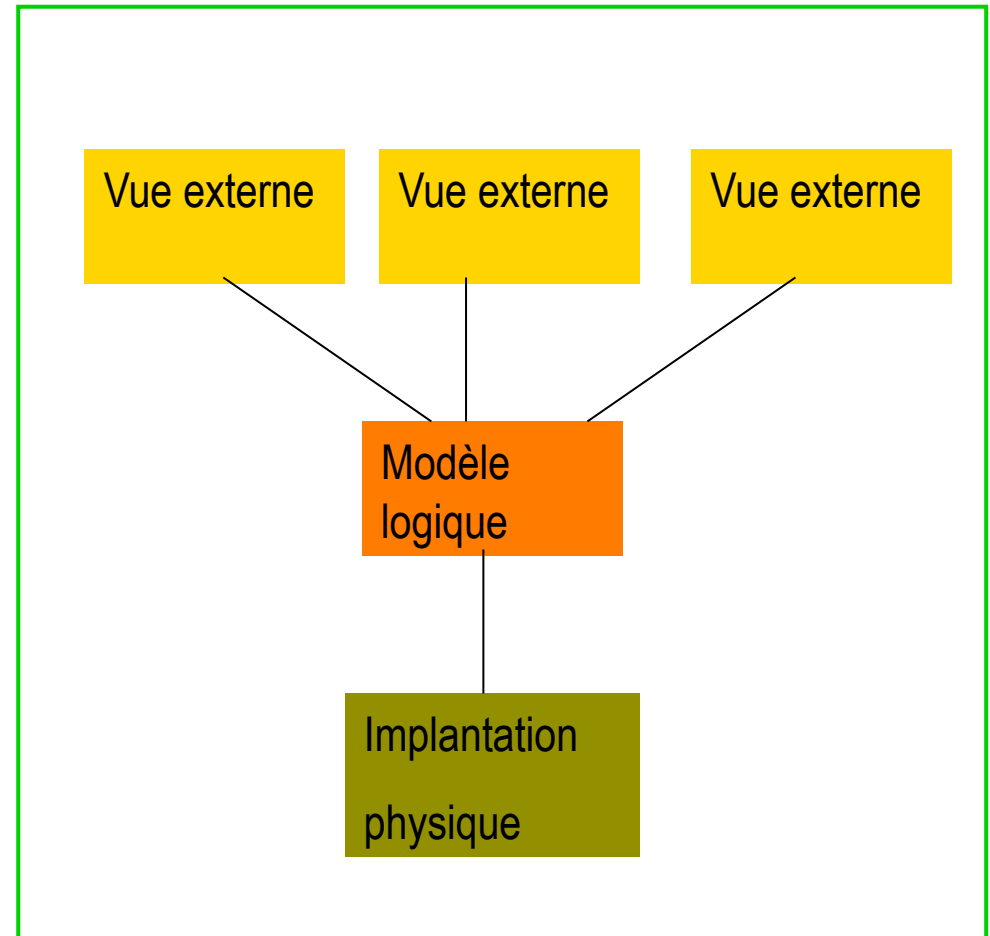 Vue externe
Vue externe
Vue externe
Modèle
logique
Implantation
physique